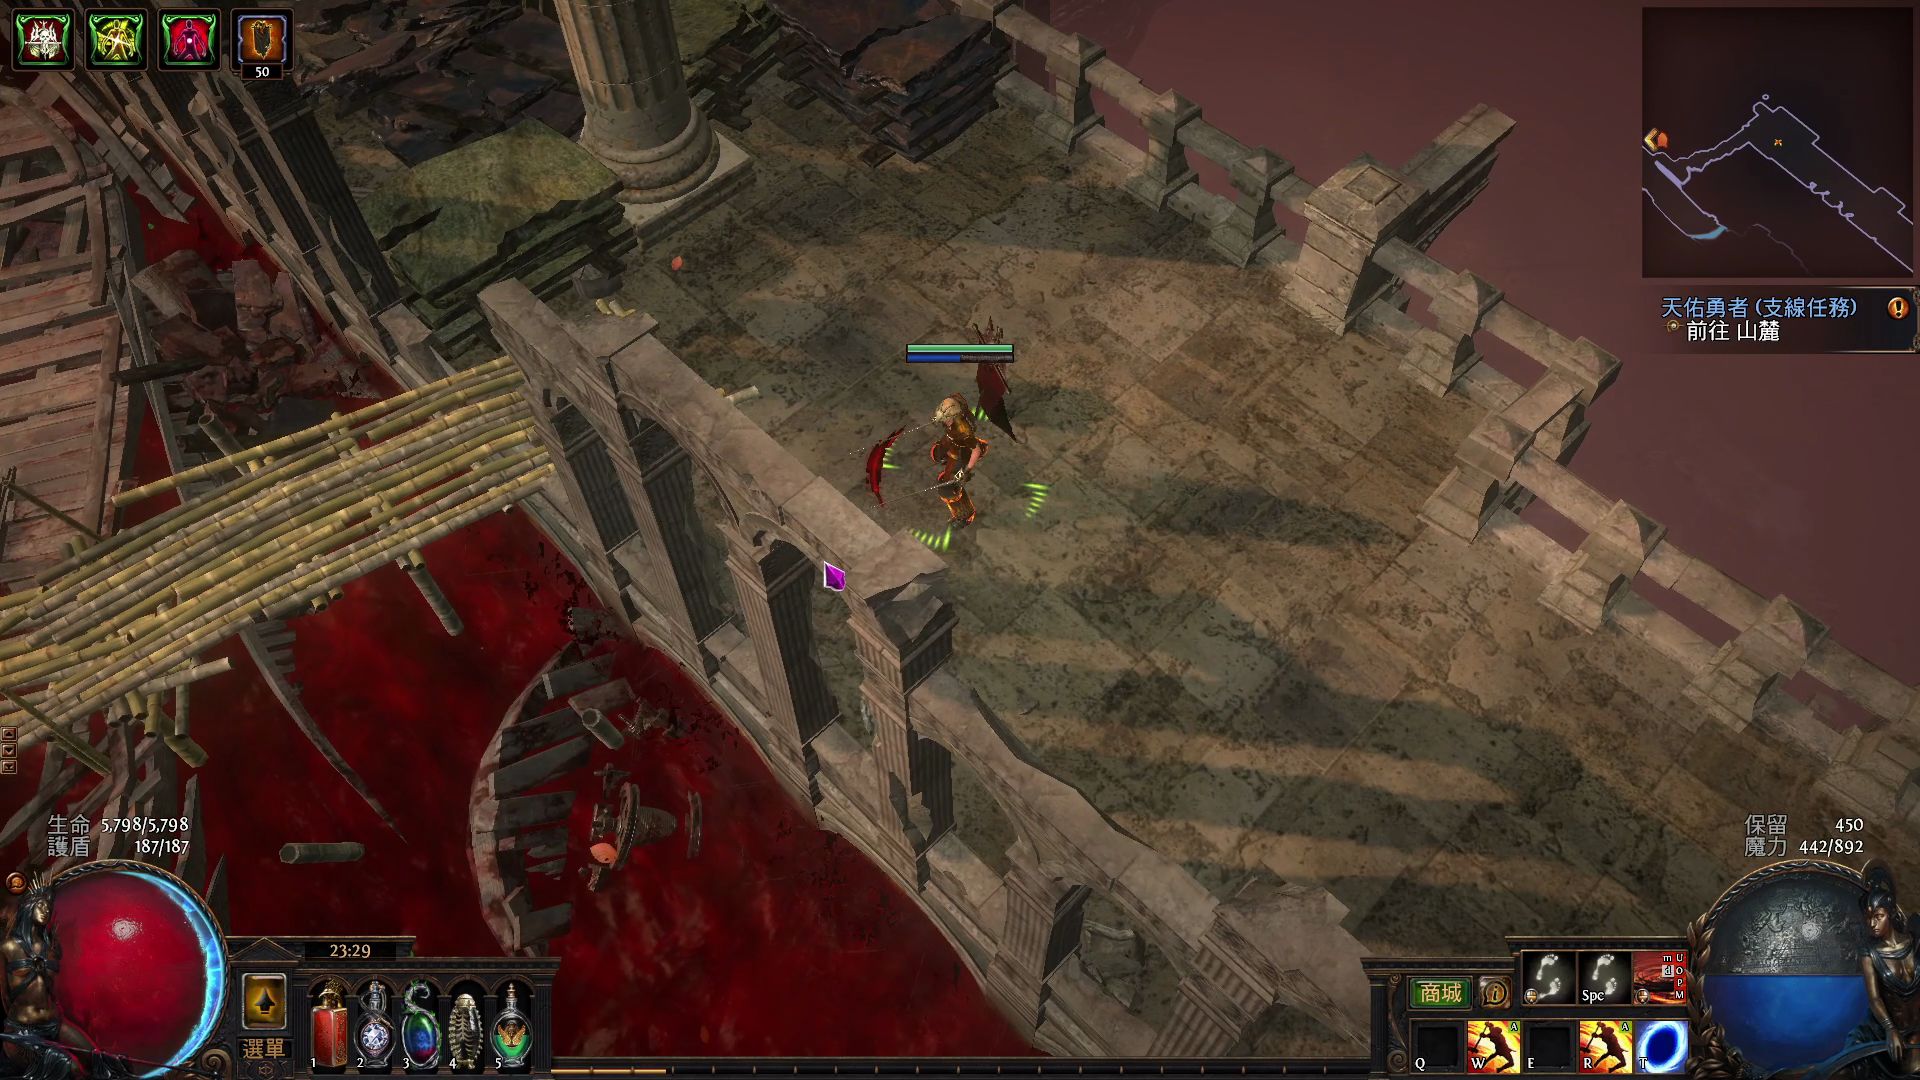 50
天佑勇者 (支線任務)
前往 山麓
生命 5,798/5,798
護盾 187/187
保留 450
魔力 442/892
23:29
選單
1 2 3 4 5
商城
Spc
m U
d O
P
M
Q W A E R A T